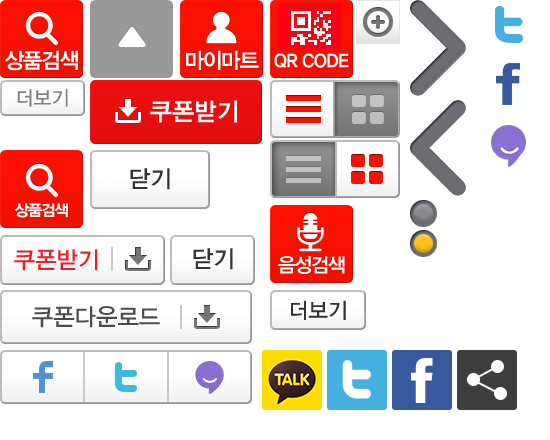 상품검색
마이마트
QR CODE
더보기
쿠폰받기
상품검색
닫기
음성검색
쿠폰받기
닫기
쿠폰다운로드
더보기
TALK